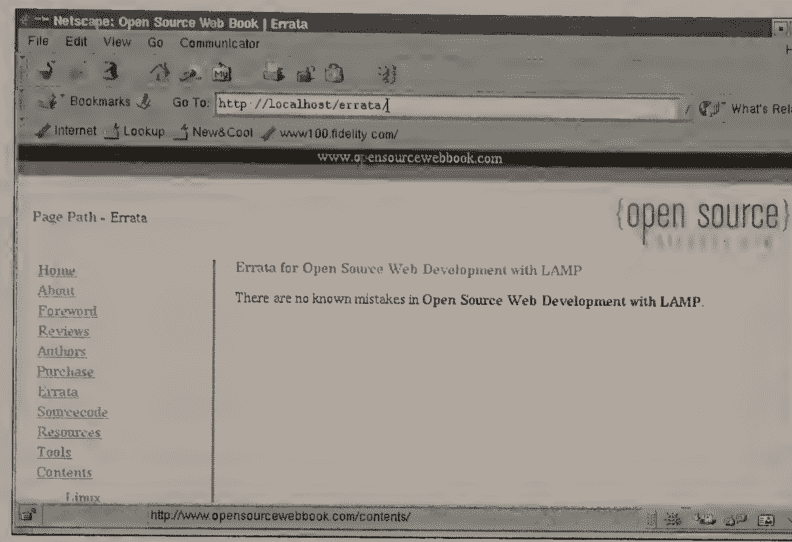 Netscape: Open Source Web Book | Errata
File Edit View Go Communicator
H
My
Bookmarks Go To: http://localhost/errata/ What's Rela
Internet Lookup New&Cool www100.fidelity.com/
www.opensourcewebbook.com
Page Path - Errata
{open source}
Home
About
Foreword
Reviews
Authors
Purchase
Errata
Sourcecode
Resources
Tools
Contents
Linux
Errata for Open Source Web Development with LAMP
There are no known mistakes in Open Source Web Development with LAMP.
http://www.opensourcewebbook.com/contents/